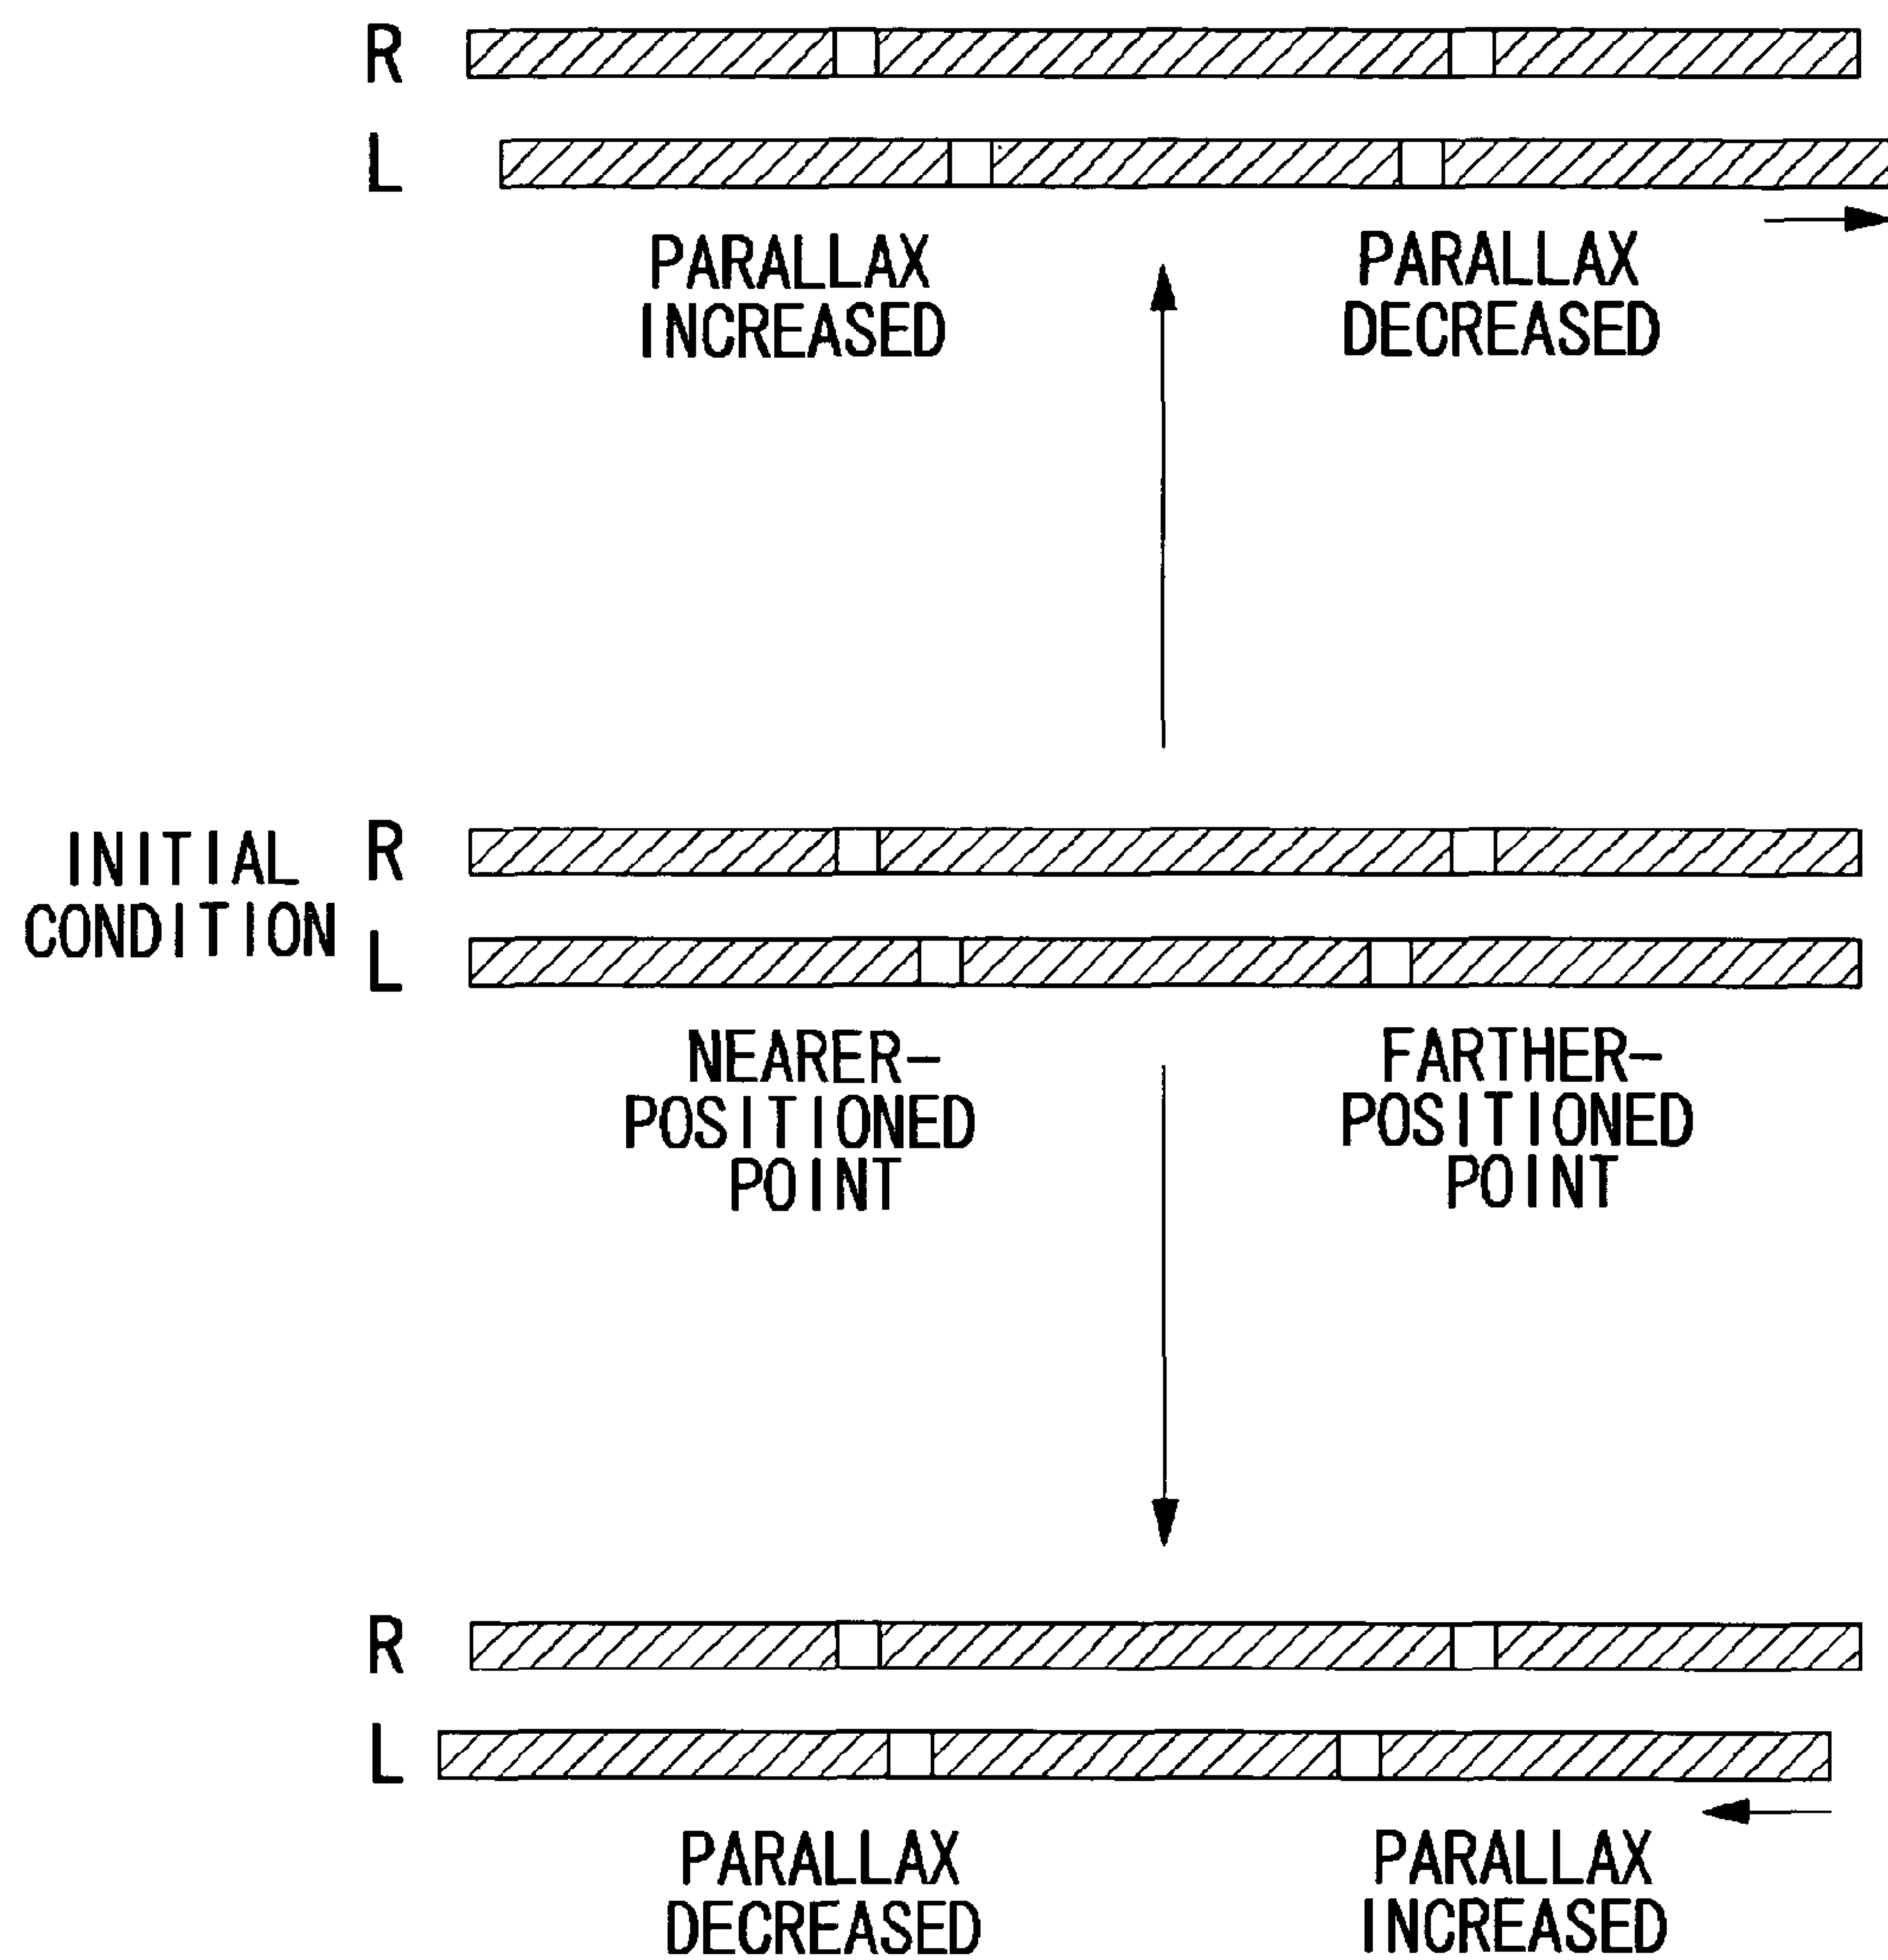 R
L
PARALLAX
INCREASED
PARALLAX
DECREASED
INITIAL
CONDITION
R
L
NEARER-
POSITIONED
POINT
FARTHER-
POSITIONED
POINT
R
L
PARALLAX
DECREASED
PARALLAX
INCREASED